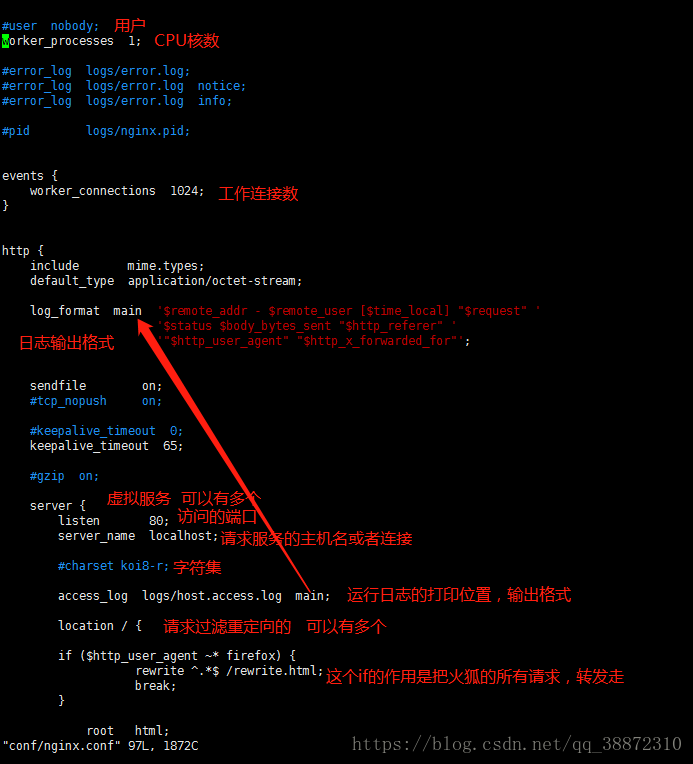 #user  nobody;  用户
worker_processes  1;  CPU核数
#error_log  logs/error.log;
#error_log  logs/error.log  notice;
#error_log  logs/error.log  info;
#pid        logs/nginx.pid;
events {
    worker_connections  1024;  工作连接数
}
http {
    include       mime.types;
    default_type  application/octet-stream;
    log_format  main  '$remote_addr - $remote_user [$time_local] "$request" '
                      '$status $body_bytes_sent "$http_referer" '
日志输出格式          '"$http_user_agent" "$http_x_forwarded_for"';
    sendfile        on;
    #tcp_nopush     on;
    #keepalive_timeout  0;
    keepalive_timeout  65;
    #gzip  on;
    server {  虚拟服务  可以有多个
        listen       80;  访问的端口
        server_name  localhost;请求服务的主机名或者连接
        #charset koi8-r;字符集
        access_log  logs/host.access.log  main;  运行日志的打印位置，输出格式
        location / {  请求过滤重定向的  可以有多个
        if ($http_user_agent ~* firefox) {
                   rewrite ^.*$ /rewrite.html;这个if的作用是把火狐的所有请求，转发走
                   break;
        }
            root   html;
"conf/nginx.conf" 97L, 1872C  https://blog.csdn.net/qq_38872310